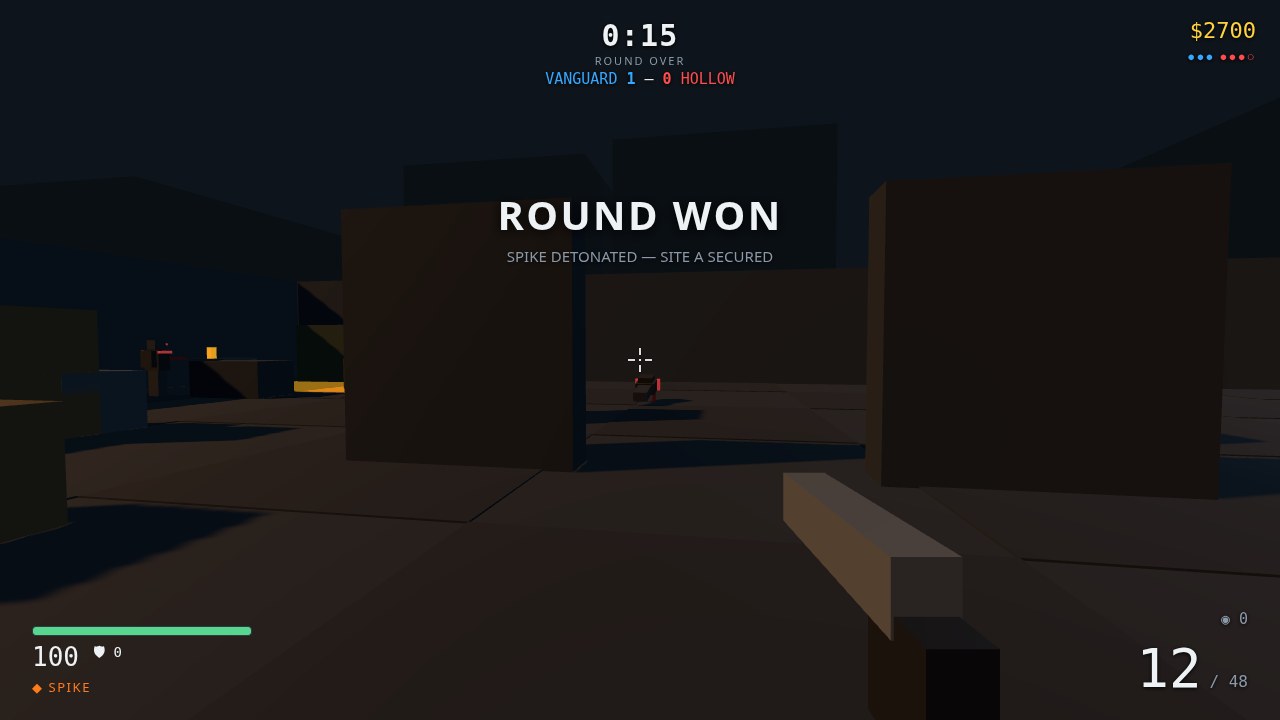 0:15
ROUND OVER
VANGUARD 1 — 0 HOLLOW
$2700
ROUND WON
SPIKE DETONATED — SITE A SECURED
100 0
SPIKE
0
12 / 48